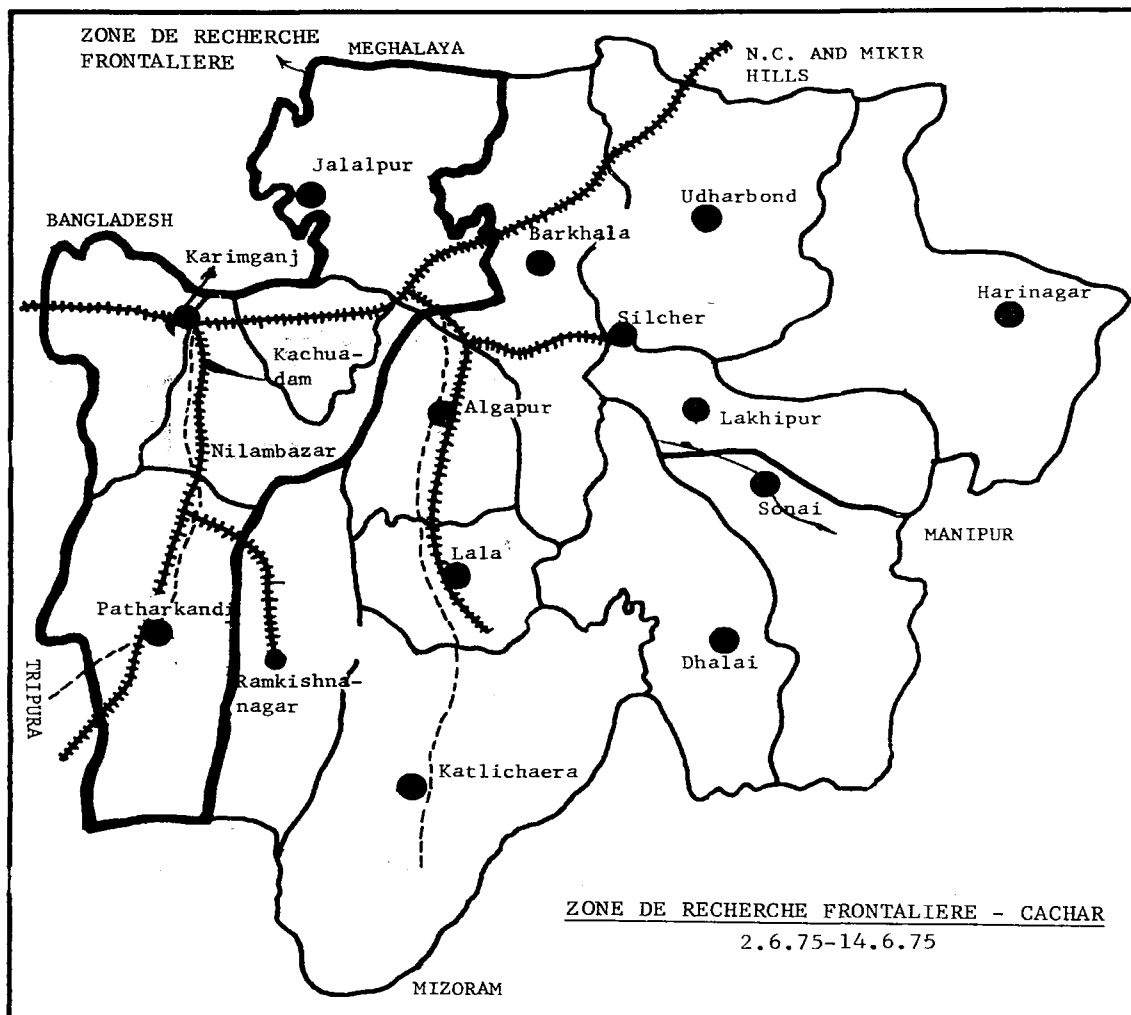 ZONE DE RECHERCHE
FRONTALIERE
MEGHALAYA
N.C. AND MIKIR
HILLS
Jalalpur
Udharbond
BANGLADESH
Barkhala
Karimganj
Harinagar
Silcher
Kachua-
dam
Algapur
Lakhipur
Nilambazar
Sonai
MANIPUR
Lala
Patharkandi
Dhalai
TRIPURA
Ramkishna-
nagar
Katlichaera
ZONE DE RECHERCHE FRONTALIERE - CACHAR
2.6.75-14.6.75
MIZORAM